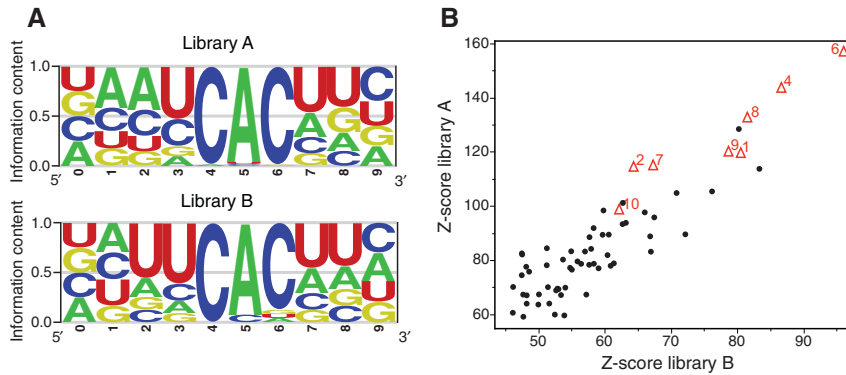 A
Library A
Information content
1.0
0.5
0.0
U A A U C A C U U C
G C C C A G U
C U U G C A G
A G G A G C A
5′ 0 1 2 3 4 5 6 7 8 9 3′
Library B
Information content
1.0
0.5
0.0
U A U U C A C U U C
G C A C A A A
C U G A C G U
A G C G C G C G
5′ 0 1 2 3 4 5 6 7 8 9 3′
B
Z-score library A
160
140
120
100
80
60
6
4
8
2 7
9 1
10
50 60 70 80 90
Z-score library B